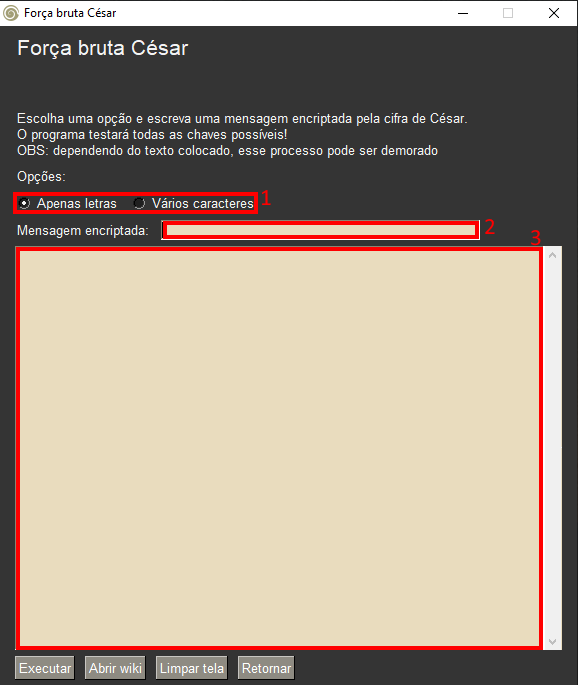 Força bruta César
Força bruta César
Escolha uma opção e escreva uma mensagem encriptada pela cifra de César.
O programa testará todas as chaves possíveis!
OBS: dependendo do texto colocado, esse processo pode ser demorado
Opções:
Apenas letras Vários caracteres 1
Mensagem encriptada: 2
3
Executar Abrir wiki Limpar tela Retornar